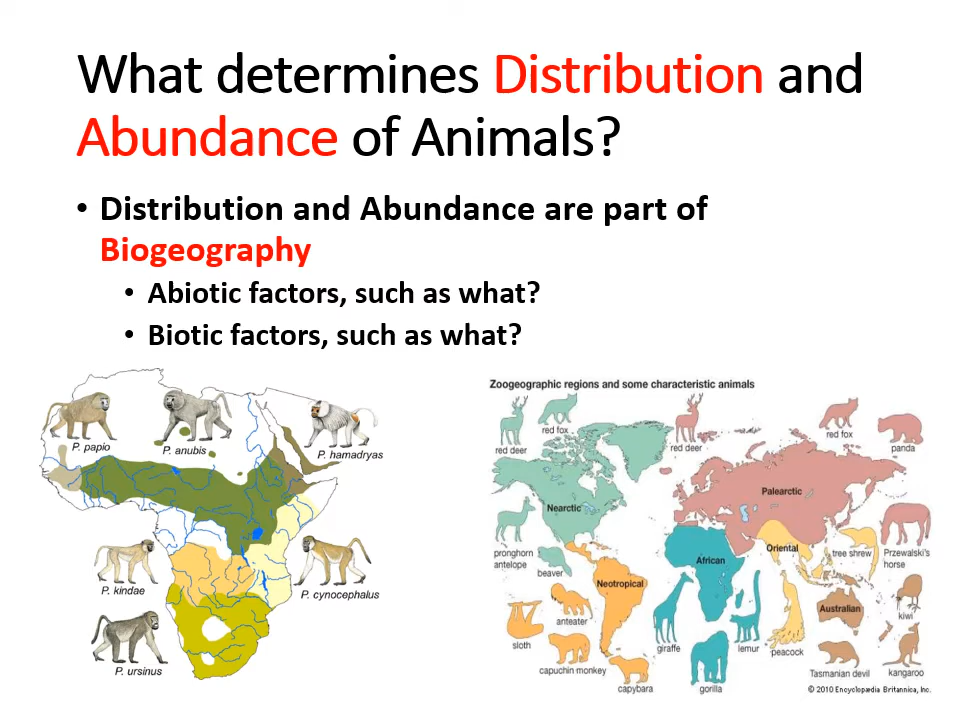 What determines Distribution and
Abundance of Animals?
• Distribution and Abundance are part of
Biogeography
• Abiotic factors, such as what?
• Biotic factors, such as what?
P. papio
P. anubis
P. hamadryas
P. kindae
P. cynocephalus
P. ursinus
Zoogeographic regions and some characteristic animals
red deer
red fox
red deer
red fox
panda
Nearctic
Palearctic
pronghorn
antelope
beaver
African
Oriental
tree shrew
Przewalski's
horse
Neotropical
Australian
kiwi
sloth
anteater
capuchin monkey
capybara
giraffe
lemur
gorilla
peacock
Tasmanian devil
kangaroo
© 2010 Encyclopædia Britannica, Inc.